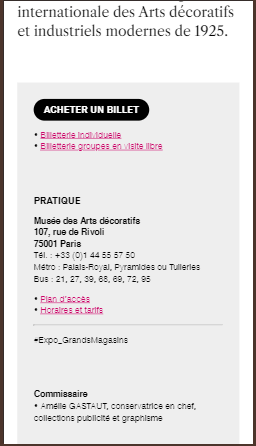 internationale des Arts décoratifs
et industriels modernes de 1925.
ACHETER UN BILLET
• Billetterie individuelle
• Billetterie groupes en visite libre
PRATIQUE
Musée des Arts décoratifs
107, rue de Rivoli
75001 Paris
Tél. : +33 (0)1 44 55 57 50
Métro : Palais-Royal, Pyramides ou Tuileries
Bus : 21, 27, 39, 68, 69, 72, 95
• Plan d'accès
• Horaires et tarifs
#Expo_GrandsMagasins
Commissaire
• Amélie GASTAUT, conservatrice en chef,
collections publicité et graphisme